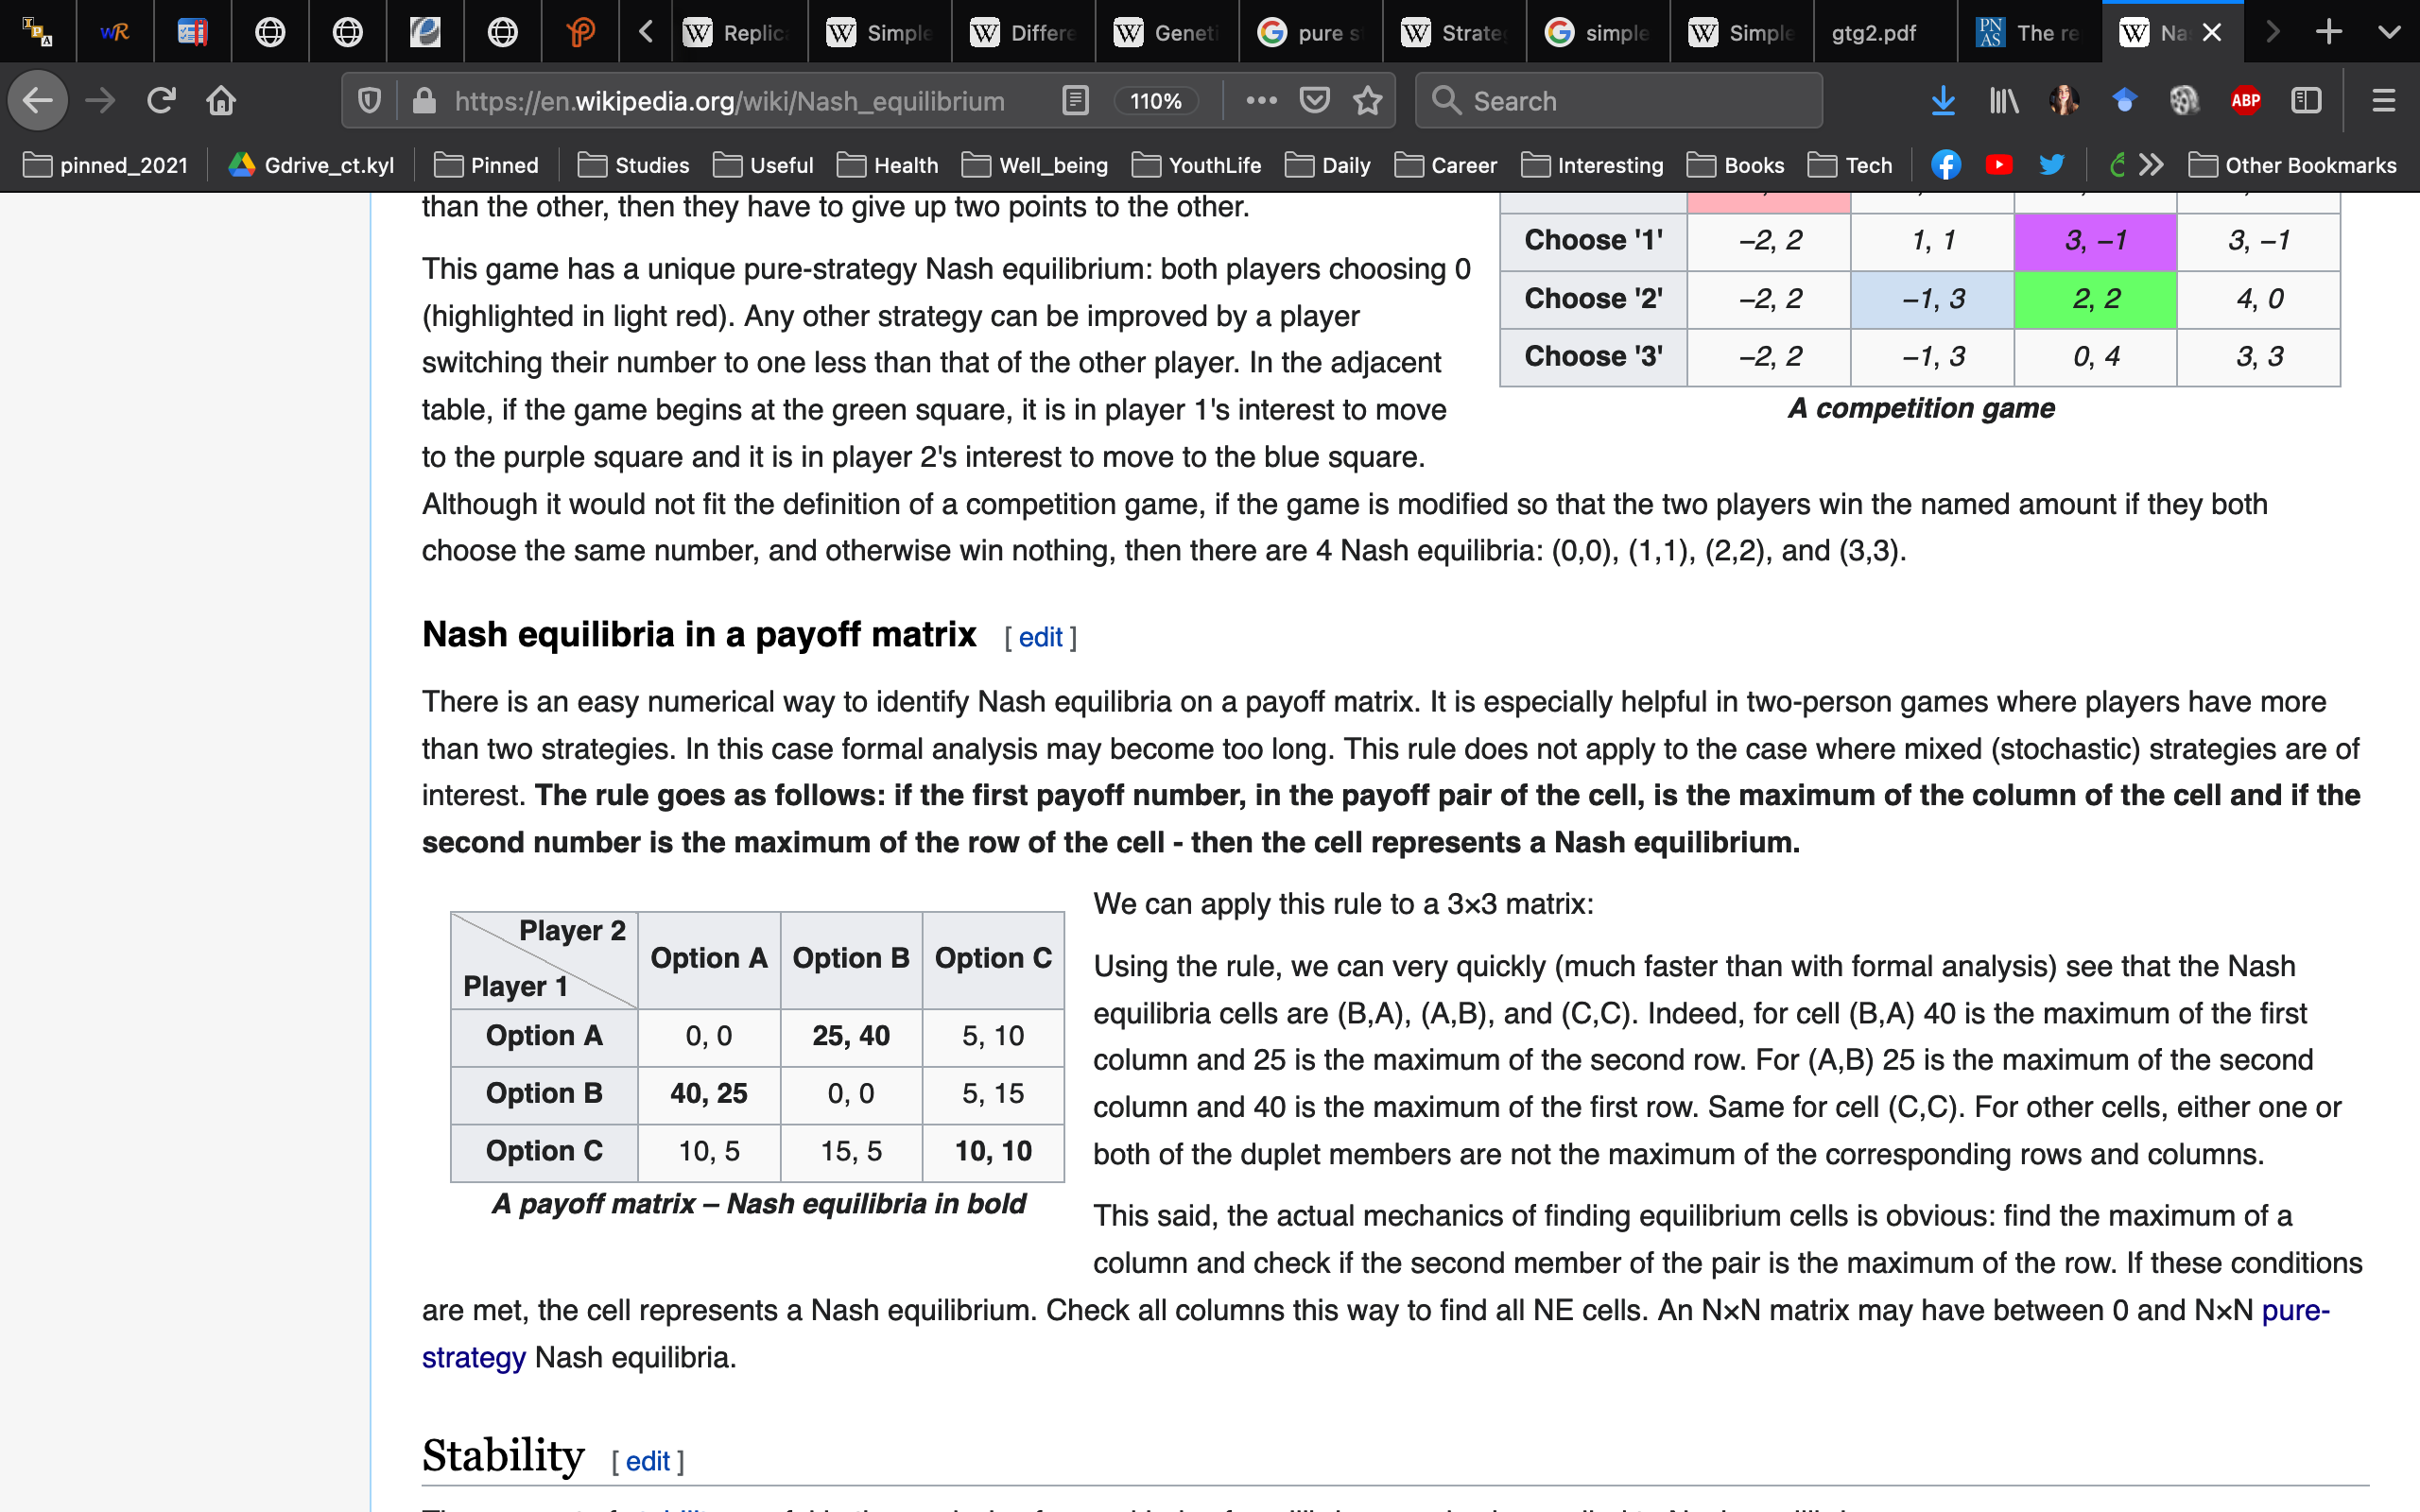 Replic
Simple
Differe
Geneti
pure s
Strate
simple
Simple
gtg2.pdf
The re
Na
https://en.wikipedia.org/wiki/Nash_equilibrium
110%
Search
ABP
pinned_2021
Gdrive_ct.kyl
Pinned
Studies
Useful
Health
Well_being
YouthLife
Daily
Career
Interesting
Books
Tech
Other Bookmarks
than the other, then they have to give up two points to the other.
This game has a unique pure-strategy Nash equilibrium: both players choosing 0
(highlighted in light red). Any other strategy can be improved by a player
switching their number to one less than that of the other player. In the adjacent
table, if the game begins at the green square, it is in player 1's interest to move
to the purple square and it is in player 2's interest to move to the blue square.
Choose '1' −2, 2 1, 1 3, −1 3, −1
Choose '2' −2, 2 −1, 3 2, 2 4, 0
Choose '3' −2, 2 −1, 3 0, 4 3, 3
A competition game
Although it would not fit the definition of a competition game, if the game is modified so that the two players win the named amount if they both
choose the same number, and otherwise win nothing, then there are 4 Nash equilibria: (0,0), (1,1), (2,2), and (3,3).
Nash equilibria in a payoff matrix [ edit ]
There is an easy numerical way to identify Nash equilibria on a payoff matrix. It is especially helpful in two-person games where players have more
than two strategies. In this case formal analysis may become too long. This rule does not apply to the case where mixed (stochastic) strategies are of
interest. The rule goes as follows: if the first payoff number, in the payoff pair of the cell, is the maximum of the column of the cell and if the
second number is the maximum of the row of the cell - then the cell represents a Nash equilibrium.
Player 2
Player 1
Option A Option B Option C
Option A 0, 0 25, 40 5, 10
Option B 40, 25 0, 0 5, 15
Option C 10, 5 15, 5 10, 10
A payoff matrix – Nash equilibria in bold
We can apply this rule to a 3×3 matrix:
Using the rule, we can very quickly (much faster than with formal analysis) see that the Nash
equilibria cells are (B,A), (A,B), and (C,C). Indeed, for cell (B,A) 40 is the maximum of the first
column and 25 is the maximum of the second row. For (A,B) 25 is the maximum of the second
column and 40 is the maximum of the first row. Same for cell (C,C). For other cells, either one or
both of the duplet members are not the maximum of the corresponding rows and columns.
This said, the actual mechanics of finding equilibrium cells is obvious: find the maximum of a
column and check if the second member of the pair is the maximum of the row. If these conditions
are met, the cell represents a Nash equilibrium. Check all columns this way to find all NE cells. An N×N matrix may have between 0 and N×N pure-
strategy Nash equilibria.
Stability [ edit ]